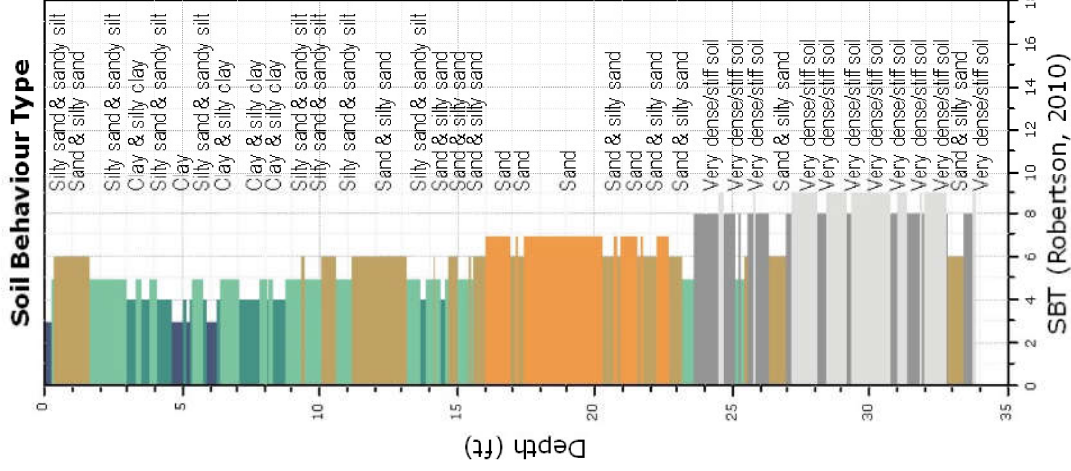 Soil Behaviour Type
Silty sand & sandy silt
Sand & silty sand
Silty sand & sandy silt
Clay & silty clay
Silty sand & sandy silt
Clay
Silty sand & sandy silt
Clay & silty clay
Clay & silty clay
Clay & silty clay
Silty sand & sandy silt
Silty sand & sandy silt
Silty sand & sandy silt
Sand & silty sand
Silty sand & sandy silt
Sand & silty sand
Sand & silty sand
Sand & silty sand
Sand
Sand
Sand
Sand & silty sand
Sand
Sand & silty sand
Sand & silty sand
Very dense/stiff soil
Very dense/stiff soil
Very dense/stiff soil
Sand & silty sand
Very dense/stiff soil
Very dense/stiff soil
Very dense/stiff soil
Very dense/stiff soil
Very dense/stiff soil
Very dense/stiff soil
Very dense/stiff soil
Sand & silty sand
Very dense/stiff soil
0
5
10
15
20
25
30
35
Depth (ft)
0 2 4 6 8 10 12 14 16
SBT (Robertson, 2010)